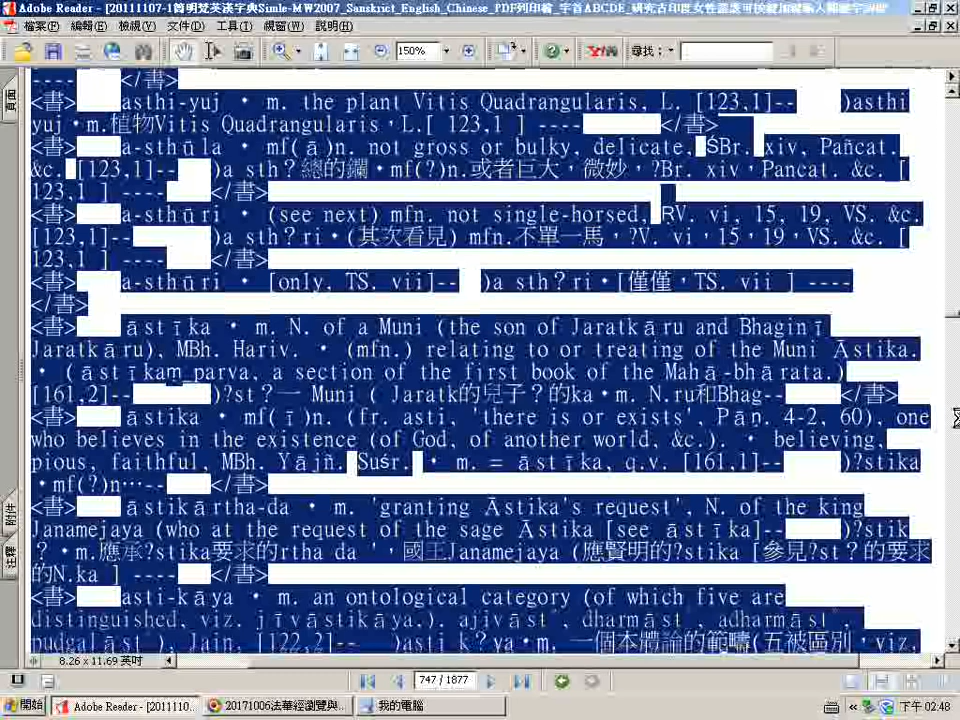 Adobe Reader - [20111107-1簡明梵英漢字典Simle-MW2007_Sanskrit_English_Chinese_PDF列印檔_字首ABCDE_研究古印度女性
檔案(F) 編輯(E) 檢視(V) 文件(D) 工具(T) 視窗(W) 說明(H)
150% 尋找：
頁面
附件
注釋
---- </書>
<書> asthi-yuj • m. the plant Vitis Quadrangularis, L. [123,1]-- )asthi
yuj•m.植物Vitis Quadrangularis，L.[ 123,1 ] ---- </書>
<書> a-sthūla • mf(ā)n. not gross or bulky, delicate, ŚBr. xiv, Pañcat.
&c. [123,1]-- )a sth？總的鑭•mf(?)n.或者巨大，微妙，?Br. xiv, Pancat. &c. [
123,1 ] ---- </書>
<書> a-sthūri • (see next) mfn. not single-horsed, RV. vi, 15, 19, VS. &c.
[123,1]-- )a sth？ri•(其次看見) mfn.不單一馬，?V. vi，15，19，VS. &c. [
123,1 ] ---- </書>
<書> a-sthūri • [only, TS. vii]-- )a sth？ri•[僅僅，TS. vii ] ----
</書>
<書> āstīka • m. N. of a Muni (the son of Jaratkāru and Bhaginī
Jaratkāru), MBh. Hariv. • (mfn.) relating to or treating of the Muni Āstika.
• (āstīkam_parva, a section of the first book of the Mahā-bhārata.)
[161,2]-- )?st？一 Muni ( Jaratk的兒子？的ka•m. N.ru和Bhag-- </書>
<書> āstika • mf(ī)n. (fr. asti, 'there is or exists' Pāṇ. 4-2, 60), one
who believes in the existence (of God, of another world, &c.). • believing,
pious, faithful, MBh. Yājñ. Suśr. • m. = āstīka, q.v. [161,1]-- )?stika
•mf(?)n…-- </書>
<書> āstikārtha-da • m. 'granting Āstika's request', N. of the king
Janamejaya (who at the request of the sage Āstika [see āstīka]-- )?stik
？•m.應承?stika要求的rtha da '，國王Janamejaya (應賢明的?stika [參見?st？的要求
的N.ka ] ---- </書>
<書> asti-kāya • m. an ontological category (of which five are
distinguished, viz. jīvāstikāya.). ajivāst˚, dharmāst˚, adharmāst˚,
pudgalāst˚), Jain. [122,2]-- )asti k？ya•m. 一個本體論的範疇(五被區別，viz.
8.26 x 11.69 英吋
747 / 1877
開始 Adobe Reader - [2011110... 20171006法華經瀏覽與... 我的電腦 下午 02:48